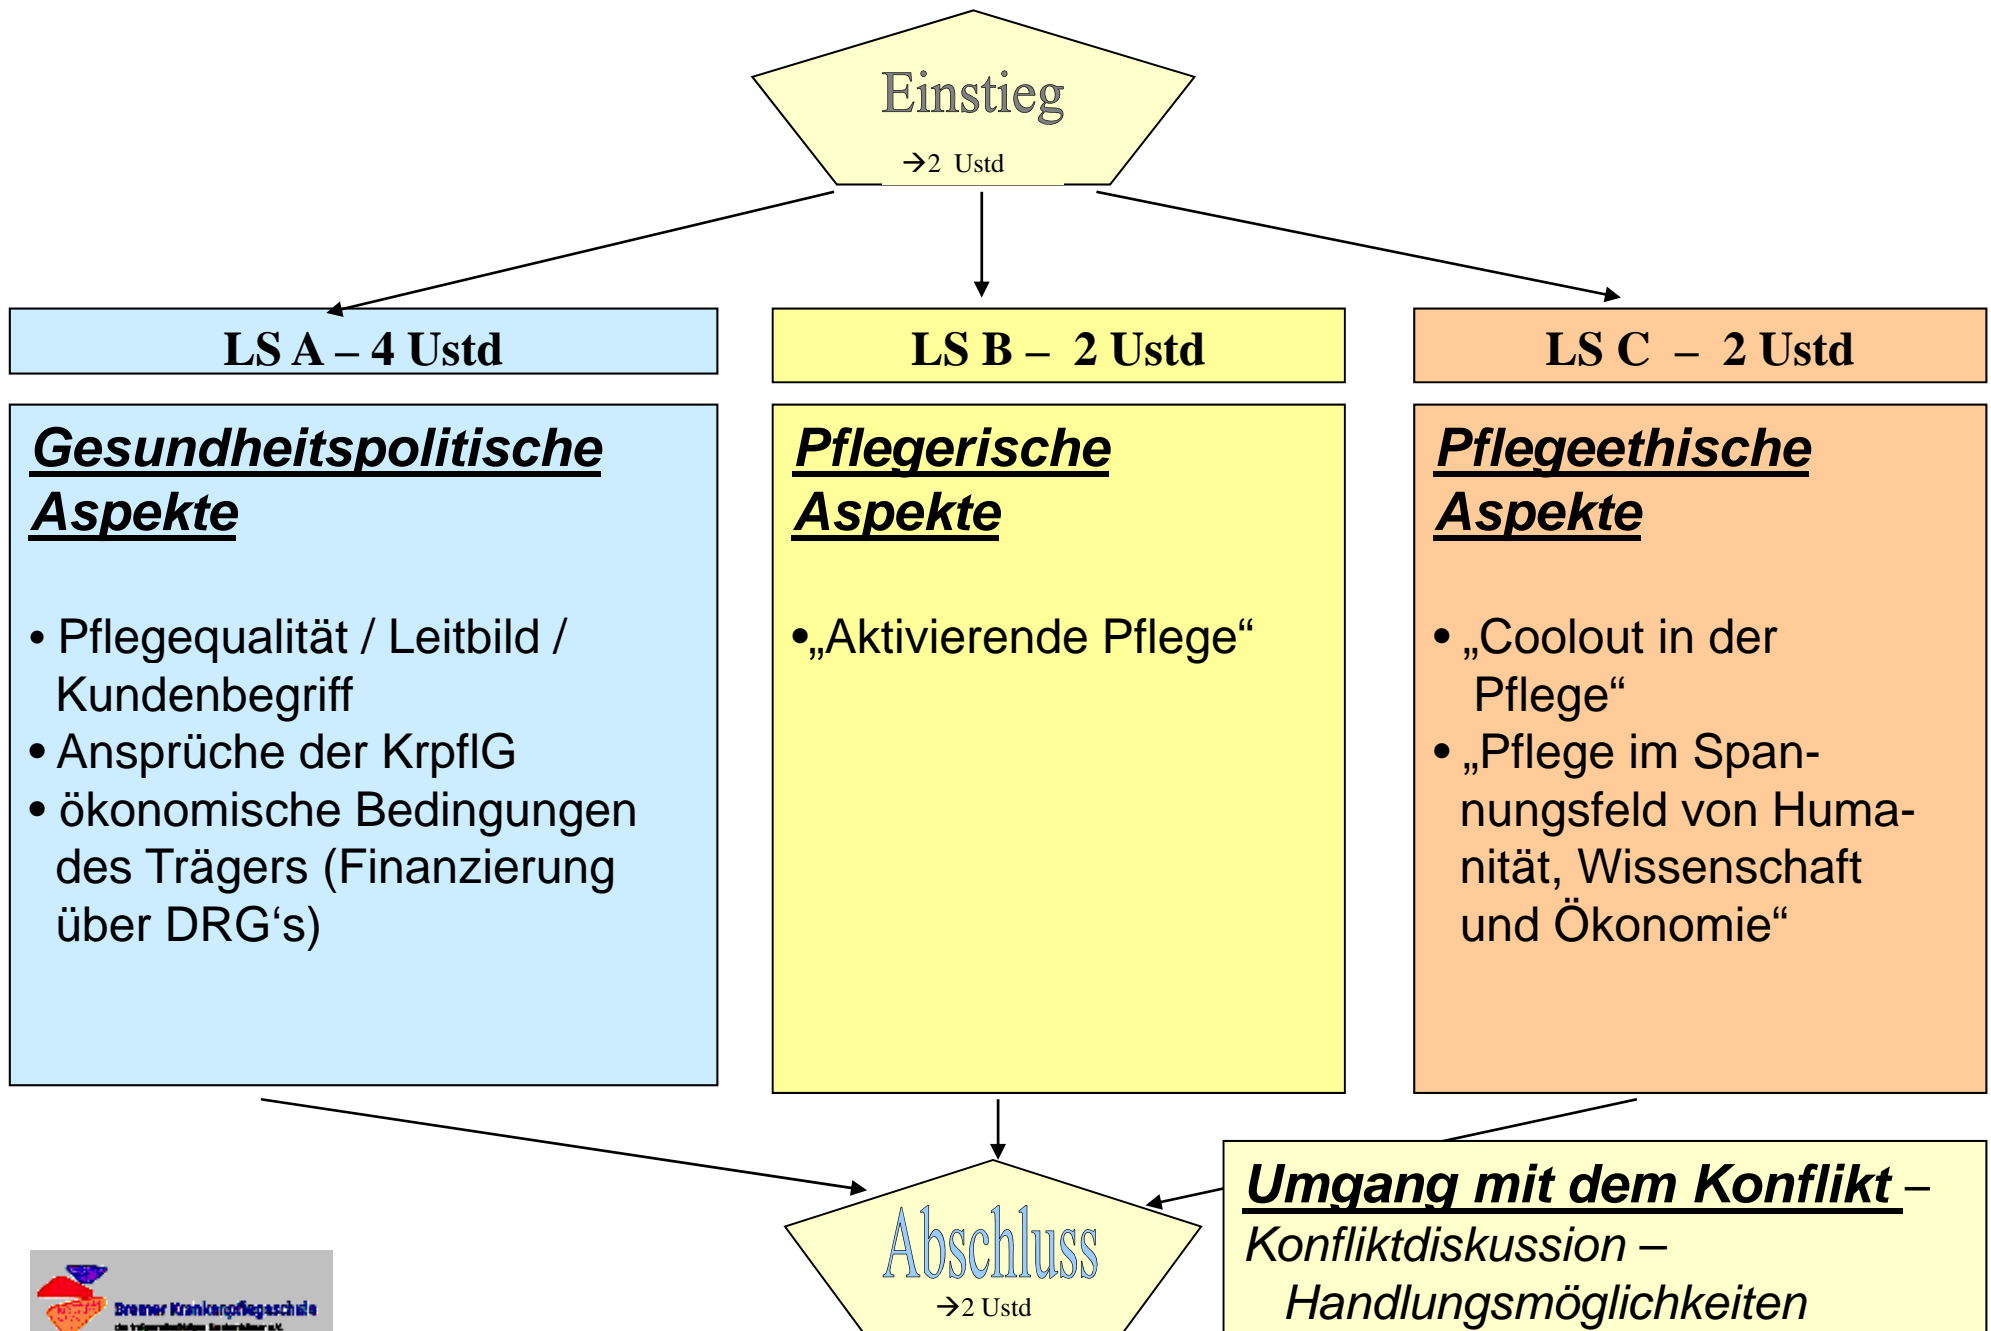 Einstieg
→2 Ustd
LS A – 4 Ustd
Gesundheitspolitische
Aspekte
• Pflegequalität / Leitbild /
Kundenbegriff
• Ansprüche der KrpflG
• ökonomische Bedingungen
des Trägers (Finanzierung
über DRG‘s)
LS B – 2 Ustd
Pflegerische
Aspekte
•„Aktivierende Pflege“
LS C – 2 Ustd
Pflegeethische
Aspekte
• „Coolout in der
Pflege“
• „Pflege im Span-
nungsfeld von Huma-
nität, Wissenschaft
und Ökonomie“
Abschluss
→2 Ustd
Umgang mit dem Konflikt –
Konfliktdiskussion –
Handlungsmöglichkeiten
Bremer Krankenpflegeschule